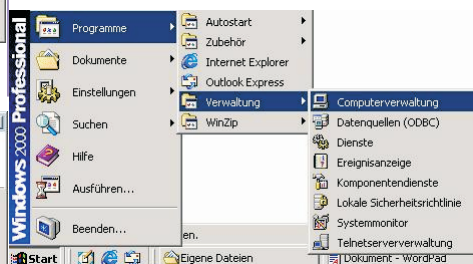 Windows 2000 Professional
Programme
Dokumente
Einstellungen
Suchen
Hilfe
Ausführen...
Beenden...
Autostart
Zubehör
Internet Explorer
Outlook Express
Verwaltung
WinZip
Computerverwaltung
Datenquellen (ODBC)
Dienste
Ereignisanzeige
Komponentendienste
Lokale Sicherheitsrichtlinie
Systemmonitor
Telnetserververwaltung
en.
Start
Eigene Dateien
Dokument - WordPad